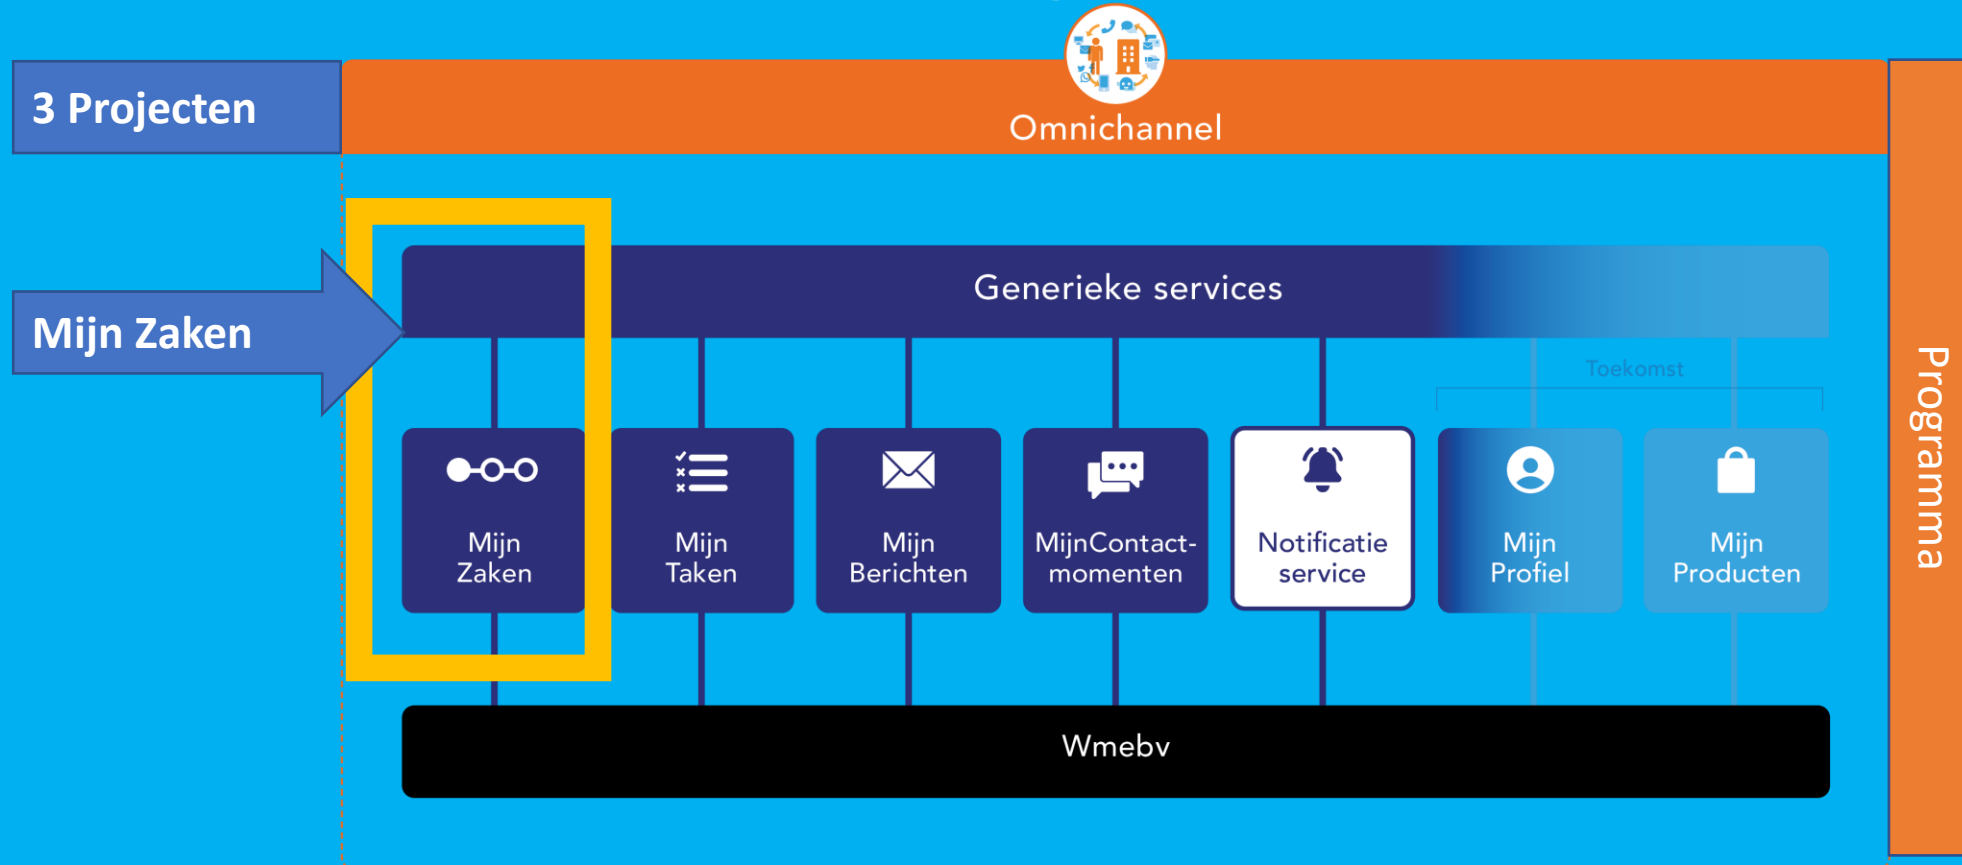 3 Projecten
Omnichannel
Mijn Zaken
Generieke services
Toekomst
Mijn
Zaken
Mijn
Taken
Mijn
Berichten
MijnContact-
momenten
Notificatie
service
Mijn
Profiel
Mijn
Producten
Wmebv
Programma